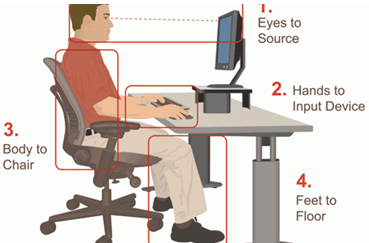 1.
Eyes to
Source
2. Hands to
Input Device
3.
Body to
Chair
4.
Feet to
Floor